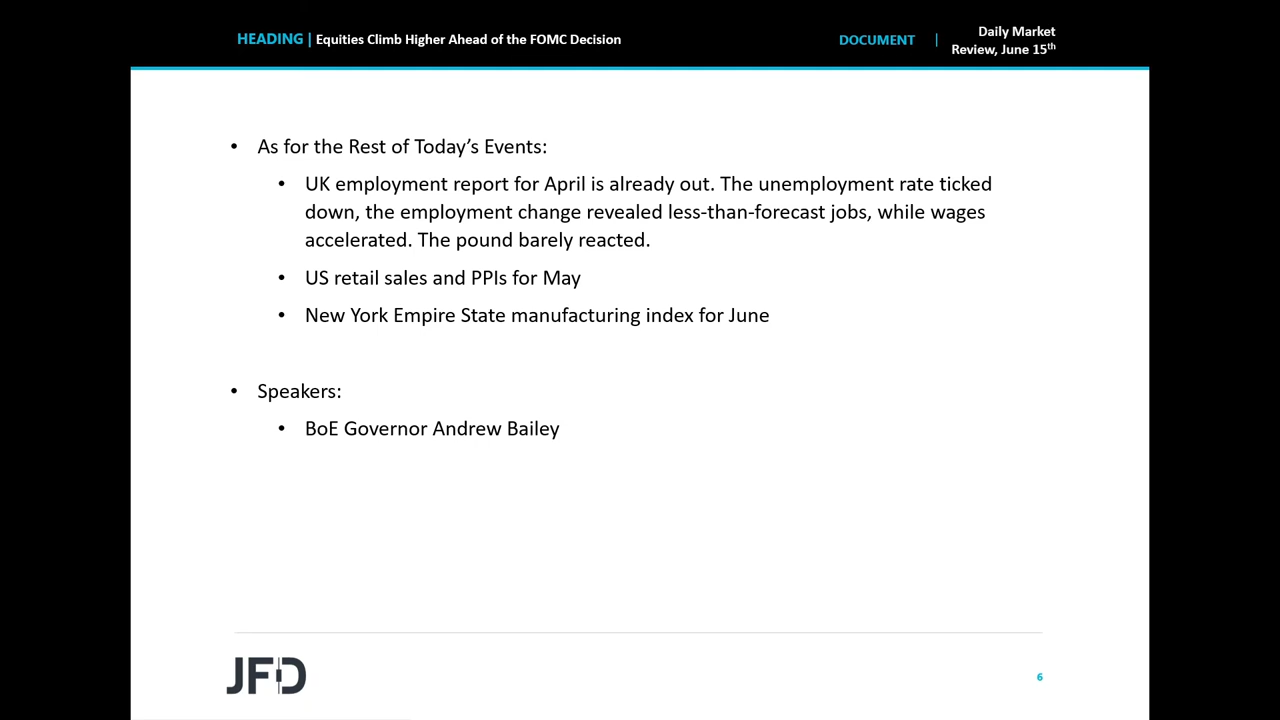 HEADING | Equities Climb Higher Ahead of the FOMC Decision
DOCUMENT | Daily Market
Review, June 15th
• As for the Rest of Today’s Events:
• UK employment report for April is already out. The unemployment rate ticked
down, the employment change revealed less-than-forecast jobs, while wages
accelerated. The pound barely reacted.
• US retail sales and PPIs for May
• New York Empire State manufacturing index for June
• Speakers:
• BoE Governor Andrew Bailey
JFD
6